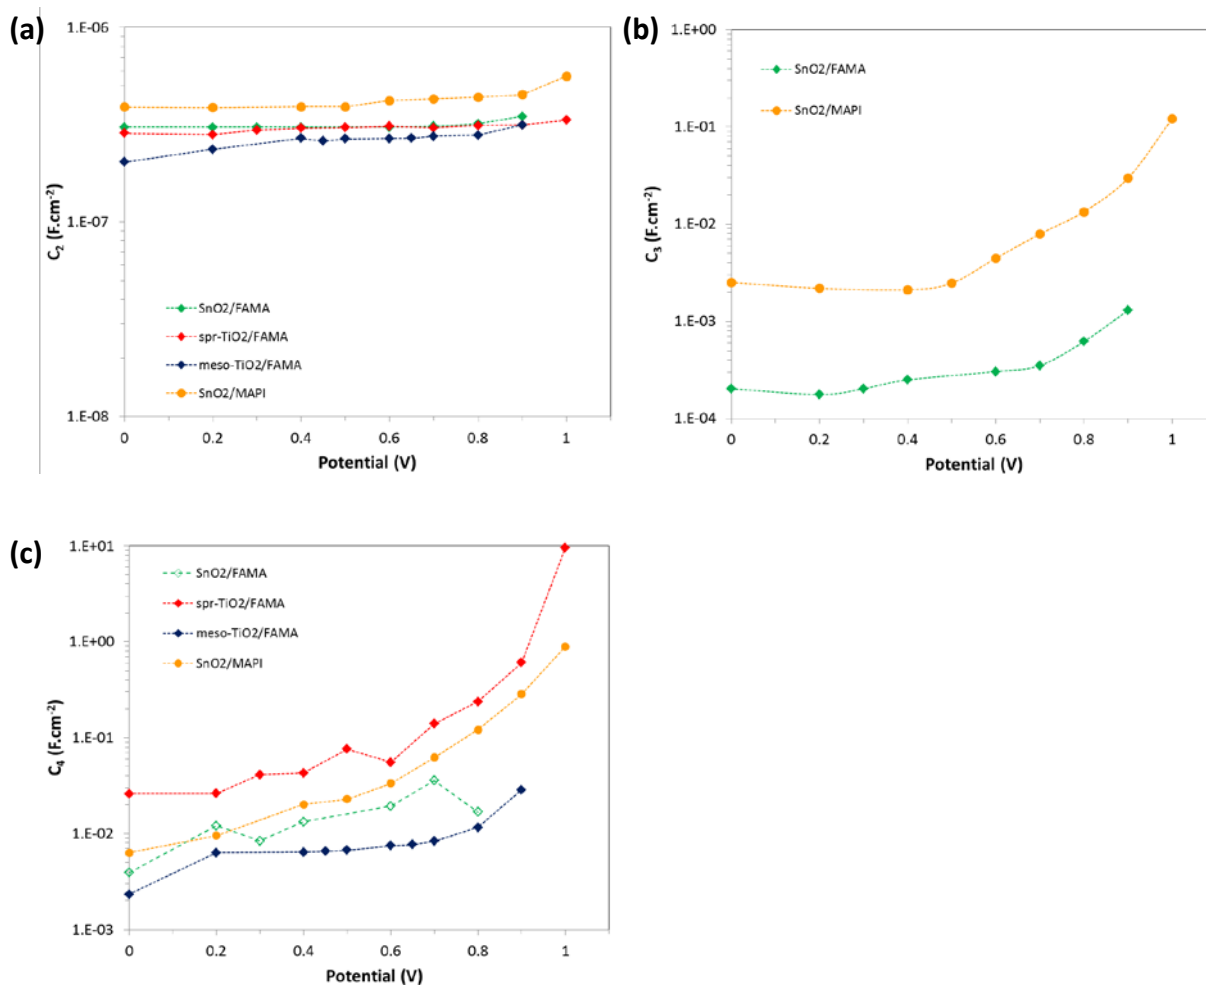 (a)
1.E-06
1.E-07
1.E-08
C2 (F.cm-2)
SnO2/FAMA
spr-TiO2/FAMA
meso-TiO2/FAMA
SnO2/MAPI
0 0.2 0.4 0.6 0.8 1
Potential (V)
(b)
1.E+00
1.E-01
1.E-02
1.E-03
1.E-04
C3 (F.cm-2)
SnO2/FAMA
SnO2/MAPI
0 0.2 0.4 0.6 0.8 1
Potential (V)
(c)
1.E+01
1.E+00
1.E-01
1.E-02
1.E-03
C4 (F.cm-2)
SnO2/FAMA
spr-TiO2/FAMA
meso-TiO2/FAMA
SnO2/MAPI
0 0.2 0.4 0.6 0.8 1
Potential (V)